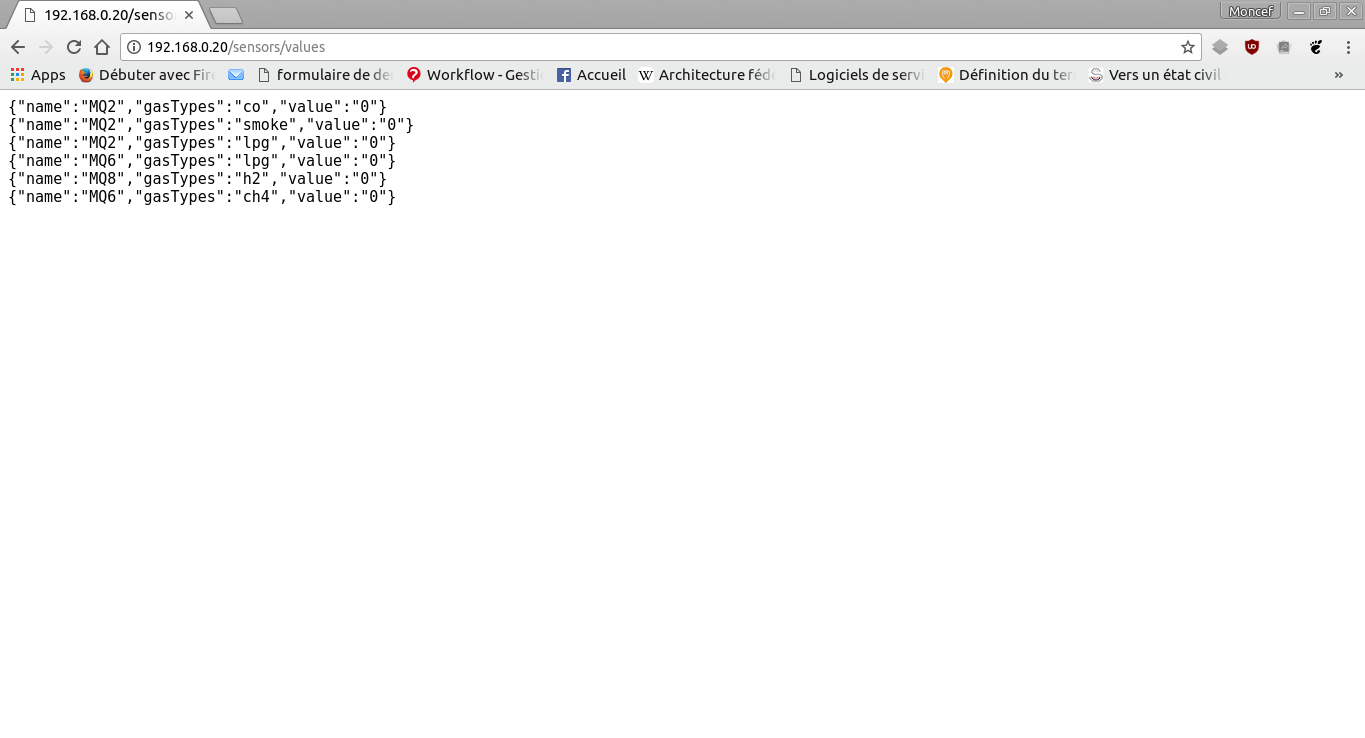 192.168.0.20/senso
Moncef
192.168.0.20/sensors/values
Apps Débuter avec Fire formulaire de de Workflow - Gesti Accueil Architecture féd Logiciels de servi Définition du ter Vers un état civil »
{"name":"MQ2","gasTypes":"co","value":"0"}
{"name":"MQ2","gasTypes":"smoke","value":"0"}
{"name":"MQ2","gasTypes":"lpg","value":"0"}
{"name":"MQ6","gasTypes":"lpg","value":"0"}
{"name":"MQ8","gasTypes":"h2","value":"0"}
{"name":"MQ6","gasTypes":"ch4","value":"0"}